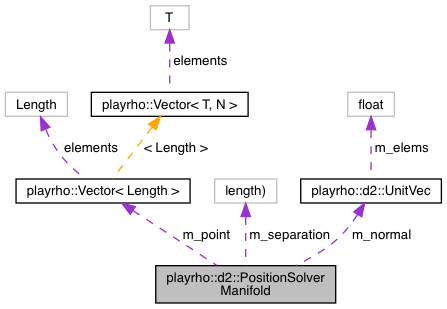 T
elements
Length
playrho::Vector< T, N >
float
elements
< Length >
m_elems
playrho::Vector< Length >
length)
playrho::d2::UnitVec
m_point
m_separation
m_normal
playrho::d2::PositionSolver
Manifold